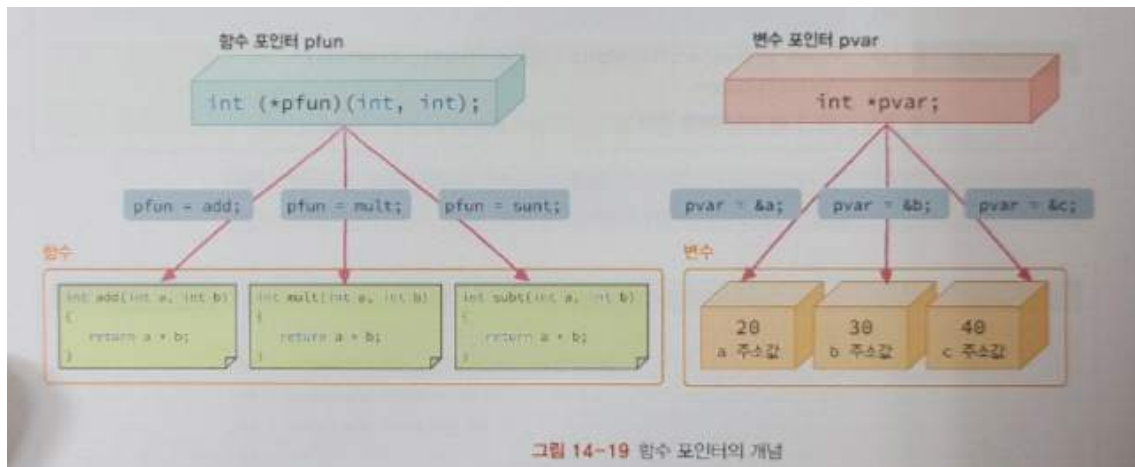 함수 포인터 pfun
int (*pfun)(int, int);
pfun = add;
pfun = mult;
pfun = sunt;
함수
int add(int a, int b)
{
return a + b;
}
int mult(int a, int b)
{
return a * b;
}
int subt(int a, int b)
{
return a b;
}
변수 포인터 pvar
int *pvar;
pvar = &a;
pvar = &b;
pvar = &c;
변수
20
a 주소값
30
b 주소값
40
c 주소값
그림 14-19 함수 포인터의 개념